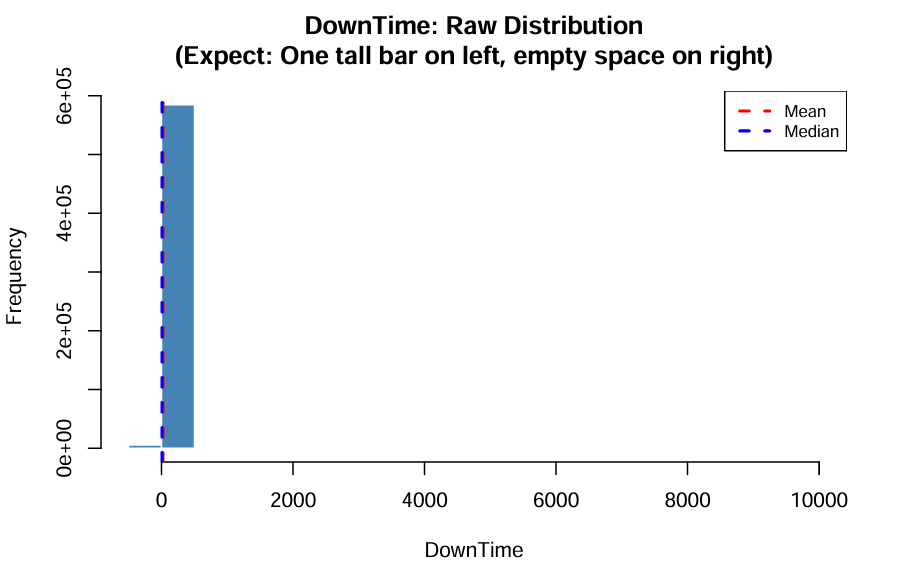 DownTime: Raw Distribution
(Expect: One tall bar on left, empty space on right)
Mean
Median
Frequency
6e+05
4e+05
2e+05
0e+00
0 2000 4000 6000 8000 10000
DownTime